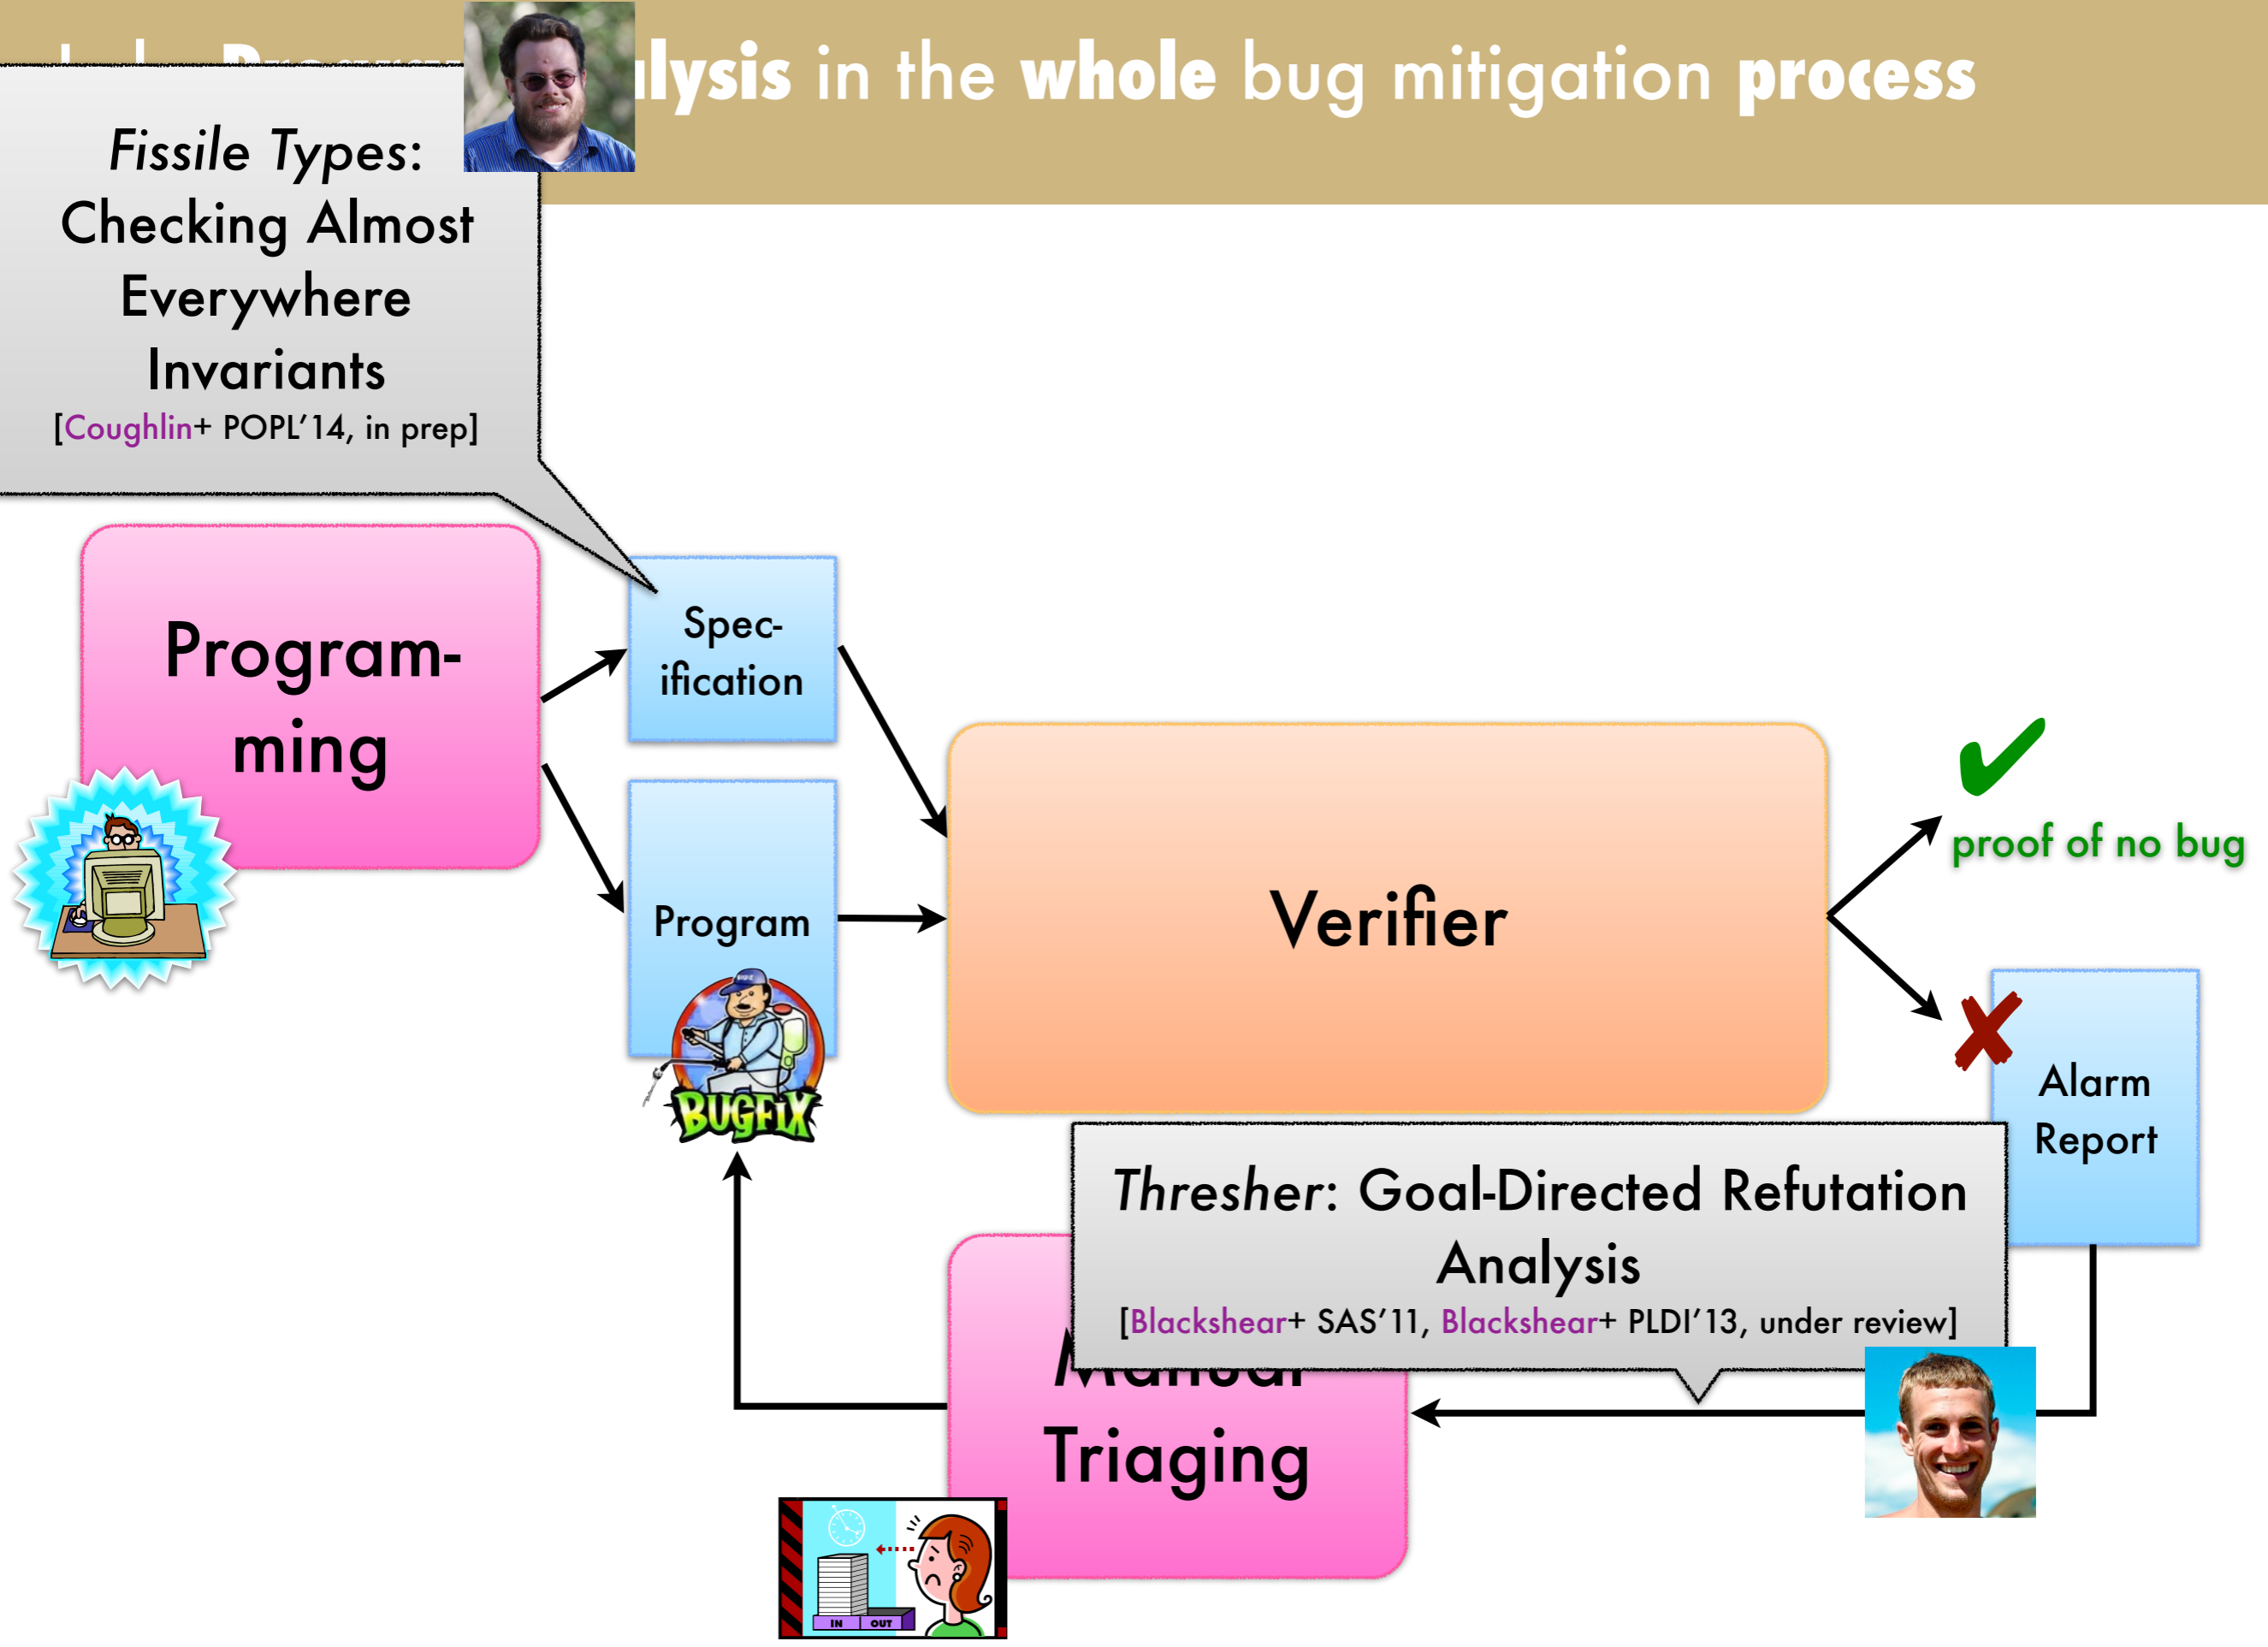 lysis in the whole bug mitigation process
Fissile Types:
Checking Almost
Everywhere
Invariants
[Coughlin+ POPL’14, in prep]
Program-
ming
Spec-
ification
Program
BUGFIX
Verifier
proof of no bug
Alarm
Report
Thresher: Goal-Directed Refutation
Analysis
[Blackshear+ SAS’11, Blackshear+ PLDI’13, under review]
Manual
Triaging
IN OUT